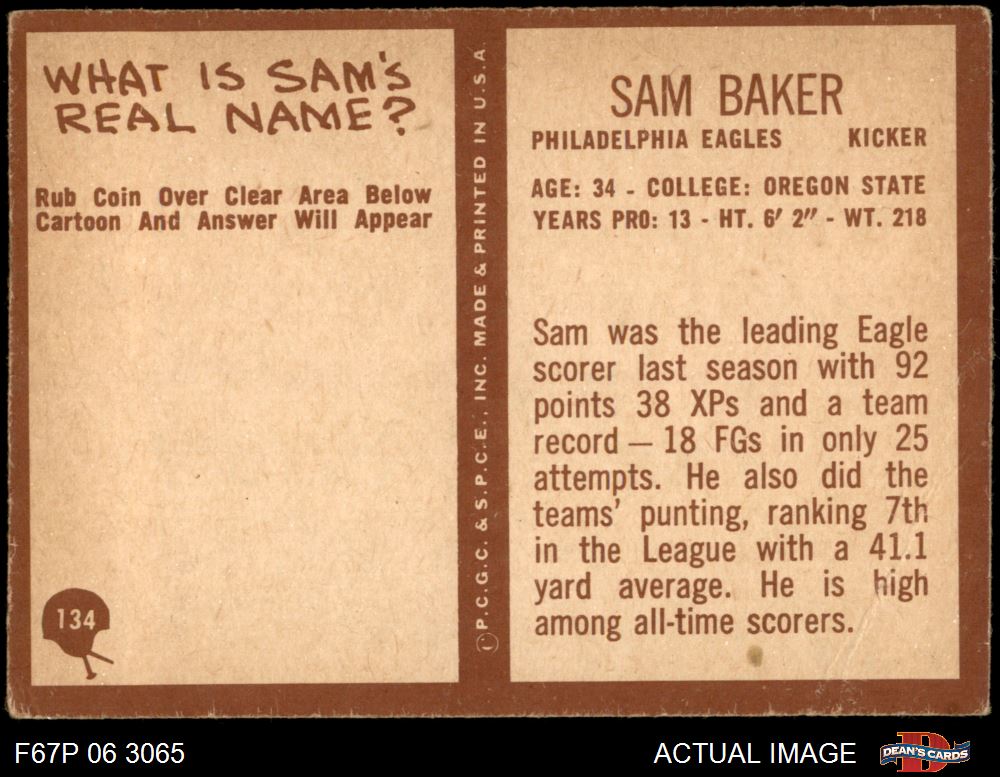 WHAT IS SAM'S
REAL NAME?
Rub Coin Over Clear Area Below
Cartoon And Answer Will Appear
134
© P.C.G.C. & S.P.C.E., INC. MADE & PRINTED IN U.S.A
SAM BAKER
PHILADELPHIA EAGLES KICKER
AGE: 34 - COLLEGE: OREGON STATE
YEARS PRO: 13 - HT. 6' 2" - WT. 218
Sam was the leading Eagle
scorer last season with 92
points 38 XPs and a team
record — 18 FGs in only 25
attempts. He also did the
teams' punting, ranking 7th
in the League with a 41.1
yard average. He is high
among all-time scorers.
F67P 06 3065
ACTUAL IMAGE
DEAN'S CARDS